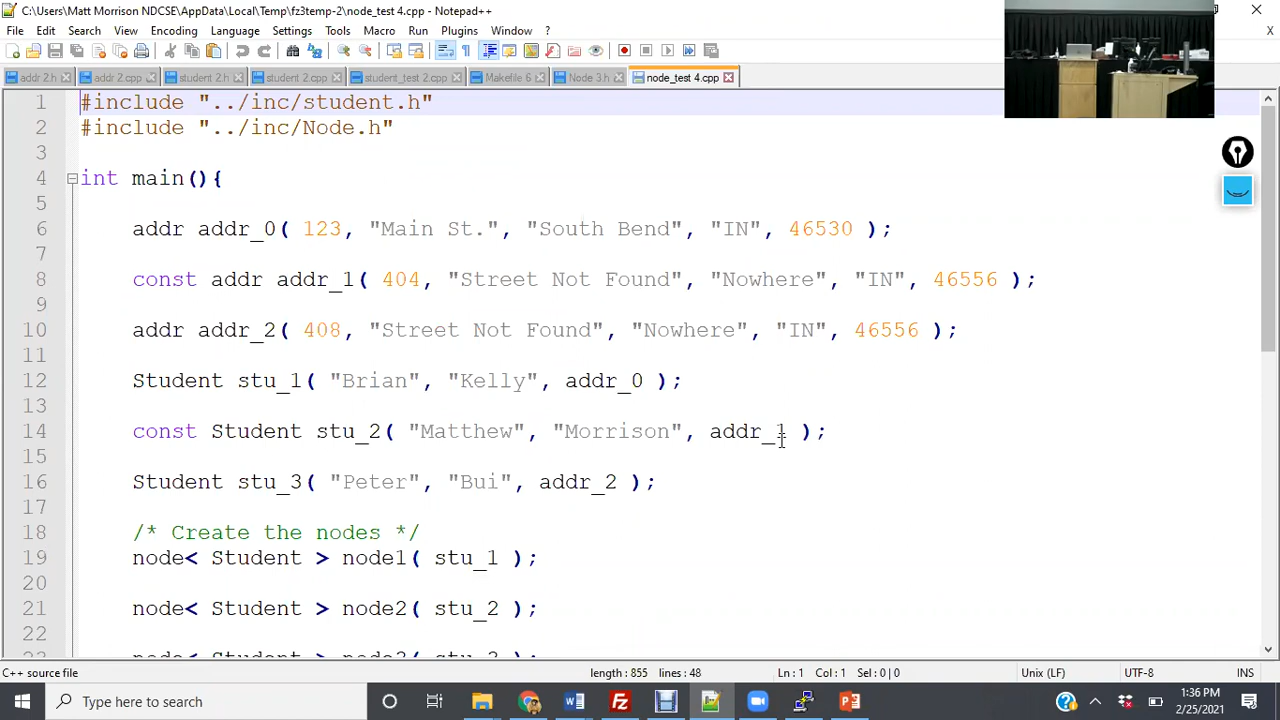 C:\Users\Matt Morrison NDCSE\AppData\Local\Temp\fz3temp-2\node_test 4.cpp - Notepad++
File Edit Search View Encoding Language Settings Tools Macro Run Plugins Window ? X
addr 2.h addr 2.cpp student 2.h student 2.cpp student_test 2.cpp Makefile 6 Node 3.h node_test 4.cpp
1 #include "../inc/student.h"
2 #include "../inc/Node.h"
3
4 int main(){
5
6 addr addr_0( 123, "Main St.", "South Bend", "IN", 46530 );
7
8 const addr addr_1( 404, "Street Not Found", "Nowhere", "IN", 46556 );
9
10 addr addr_2( 408, "Street Not Found", "Nowhere", "IN", 46556 );
11
12 Student stu_1( "Brian", "Kelly", addr_0 );
13
14 const Student stu_2( "Matthew", "Morrison", addr_1 );
15
16 Student stu_3( "Peter", "Bui", addr_2 );
17
18 /* Create the nodes */
19 node< Student > node1( stu_1 );
20
21 node< Student > node2( stu_2 );
22
23 node< Student > node3( stu_3 );
C++ source file length : 855 lines : 48 Ln : 1 Col : 1 Sel : 0 | 0 Unix (LF) UTF-8 INS
Type here to search
1:36 PM
2/25/2021